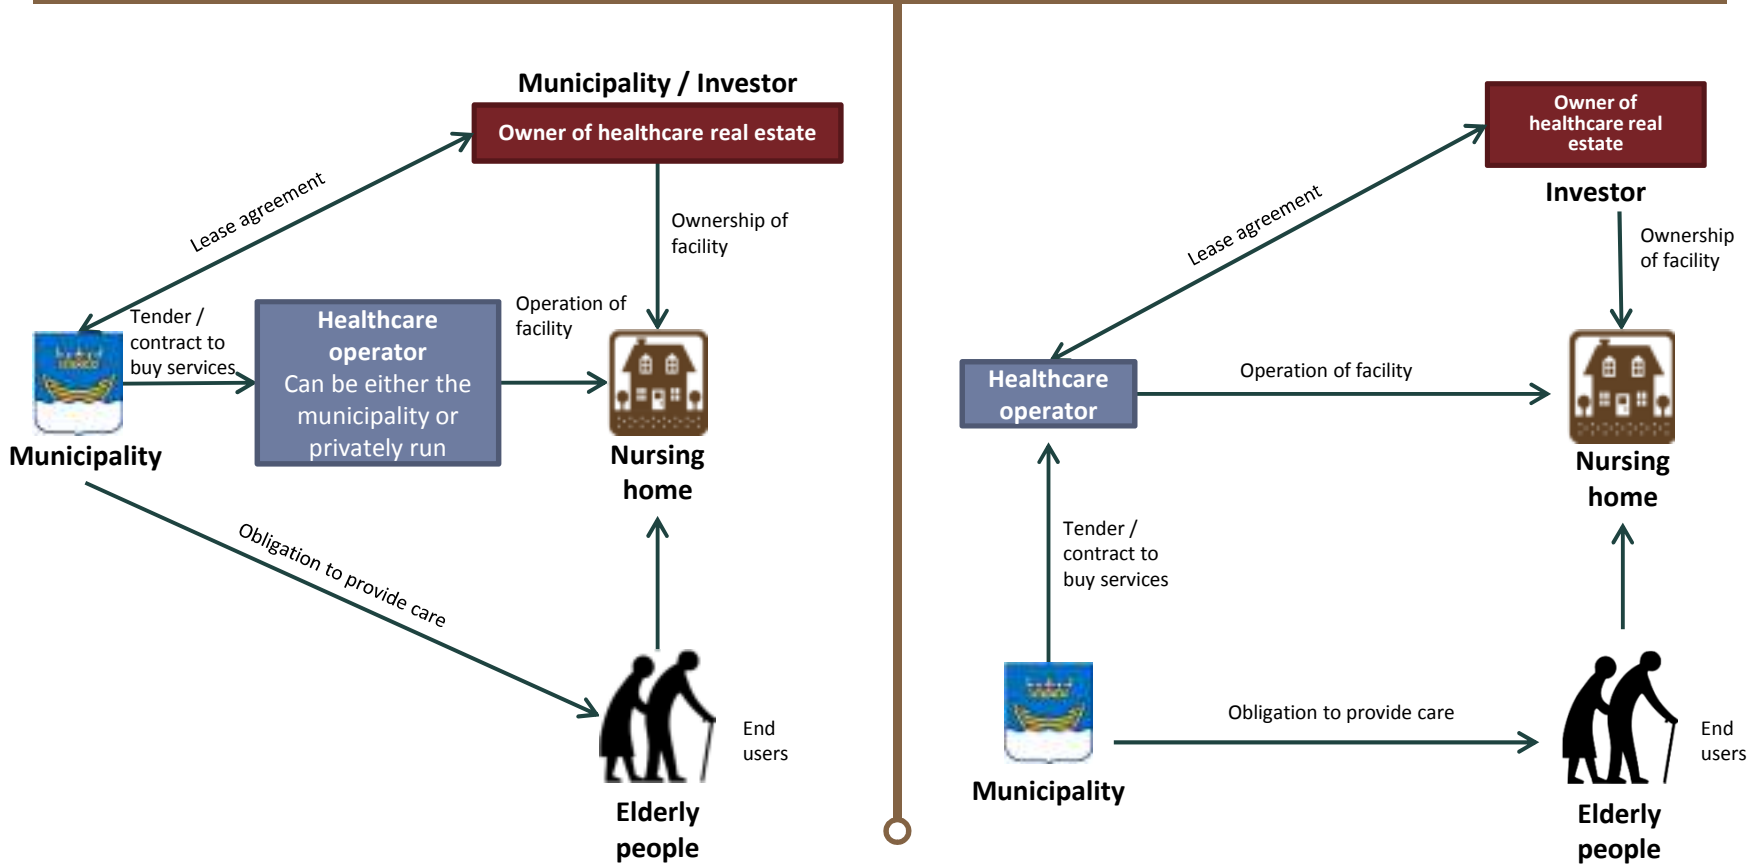 Municipality / Investor
Owner of healthcare real estate
Lease agreement
Ownership of
facility
Tender /
contract to
buy services
Healthcare
operator
Can be either the
municipality or
privately run
Operation of
facility
Municipality
Nursing
home
Obligation to provide care
End
users
Elderly
people
Owner of
healthcare real
estate
Investor
Lease agreement
Ownership
of facility
Healthcare
operator
Operation of facility
Nursing
home
Tender /
contract to
buy services
Obligation to provide care
Municipality
End
users
Elderly
people